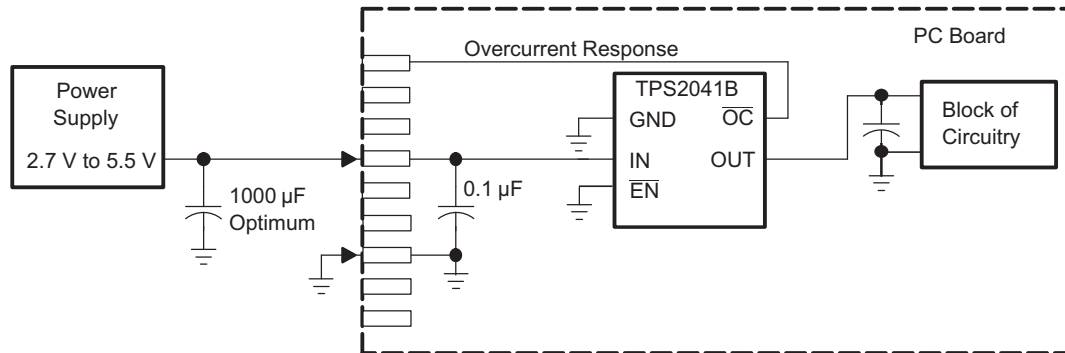 PC Board
Overcurrent Response
Power
Supply
2.7 V to 5.5 V
TPS2041B
GND
OC
IN
OUT
EN
Block of
Circuitry
1000 µF
Optimum
0.1 µF